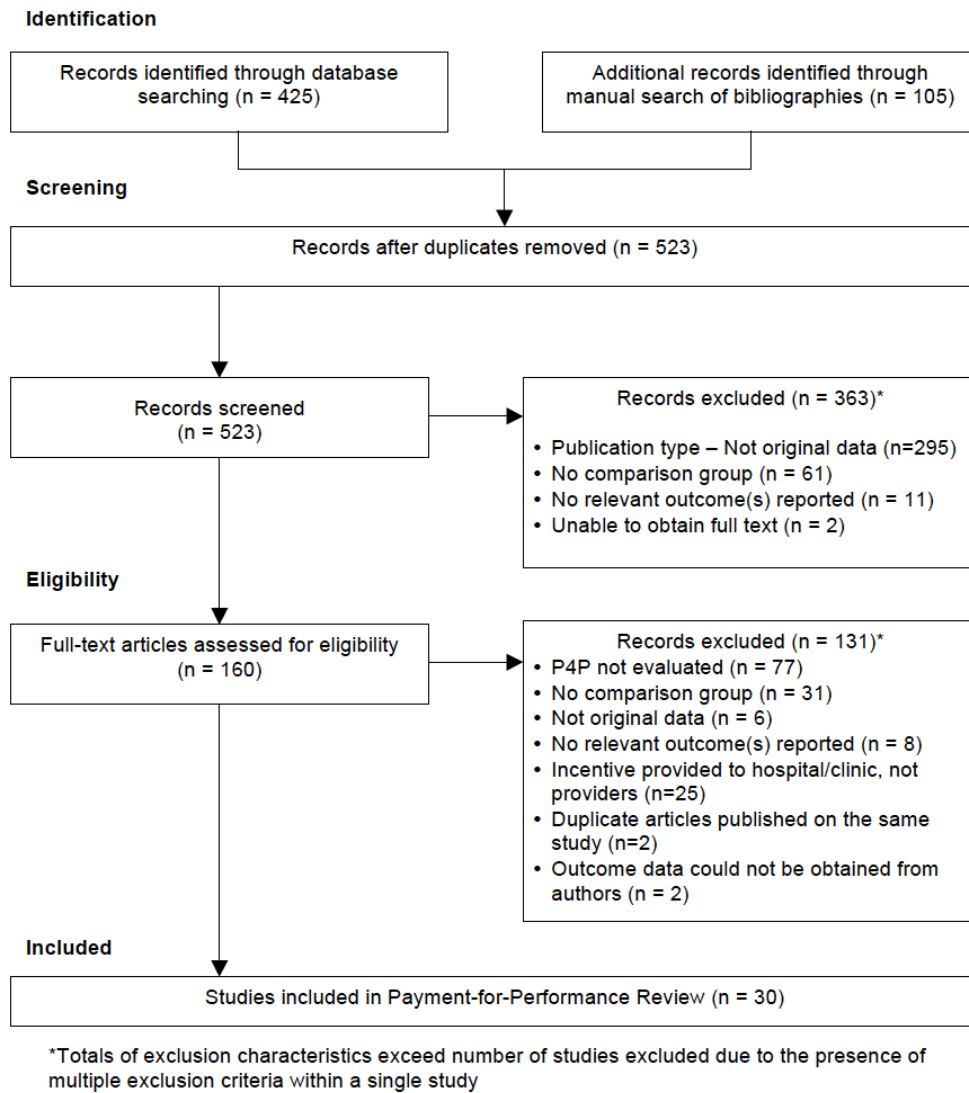 Identification
Records identified through database
searching (n = 425)
Additional records identified through
manual search of bibliographies (n = 105)
Screening
Records after duplicates removed (n = 523)
Records screened
(n = 523)
Records excluded (n = 363)*
• Publication type – Not original data (n=295)
• No comparison group (n = 61)
• No relevant outcome(s) reported (n = 11)
• Unable to obtain full text (n = 2)
Eligibility
Full-text articles assessed for eligibility
(n = 160)
Records excluded (n = 131)*
• P4P not evaluated (n = 77)
• No comparison group (n = 31)
• Not original data (n = 6)
• No relevant outcome(s) reported (n = 8)
• Incentive provided to hospital/clinic, not
providers (n=25)
• Duplicate articles published on the same
study (n=2)
• Outcome data could not be obtained from
authors (n = 2)
Included
Studies included in Payment-for-Performance Review (n = 30)
*Totals of exclusion characteristics exceed number of studies excluded due to the presence of
multiple exclusion criteria within a single study